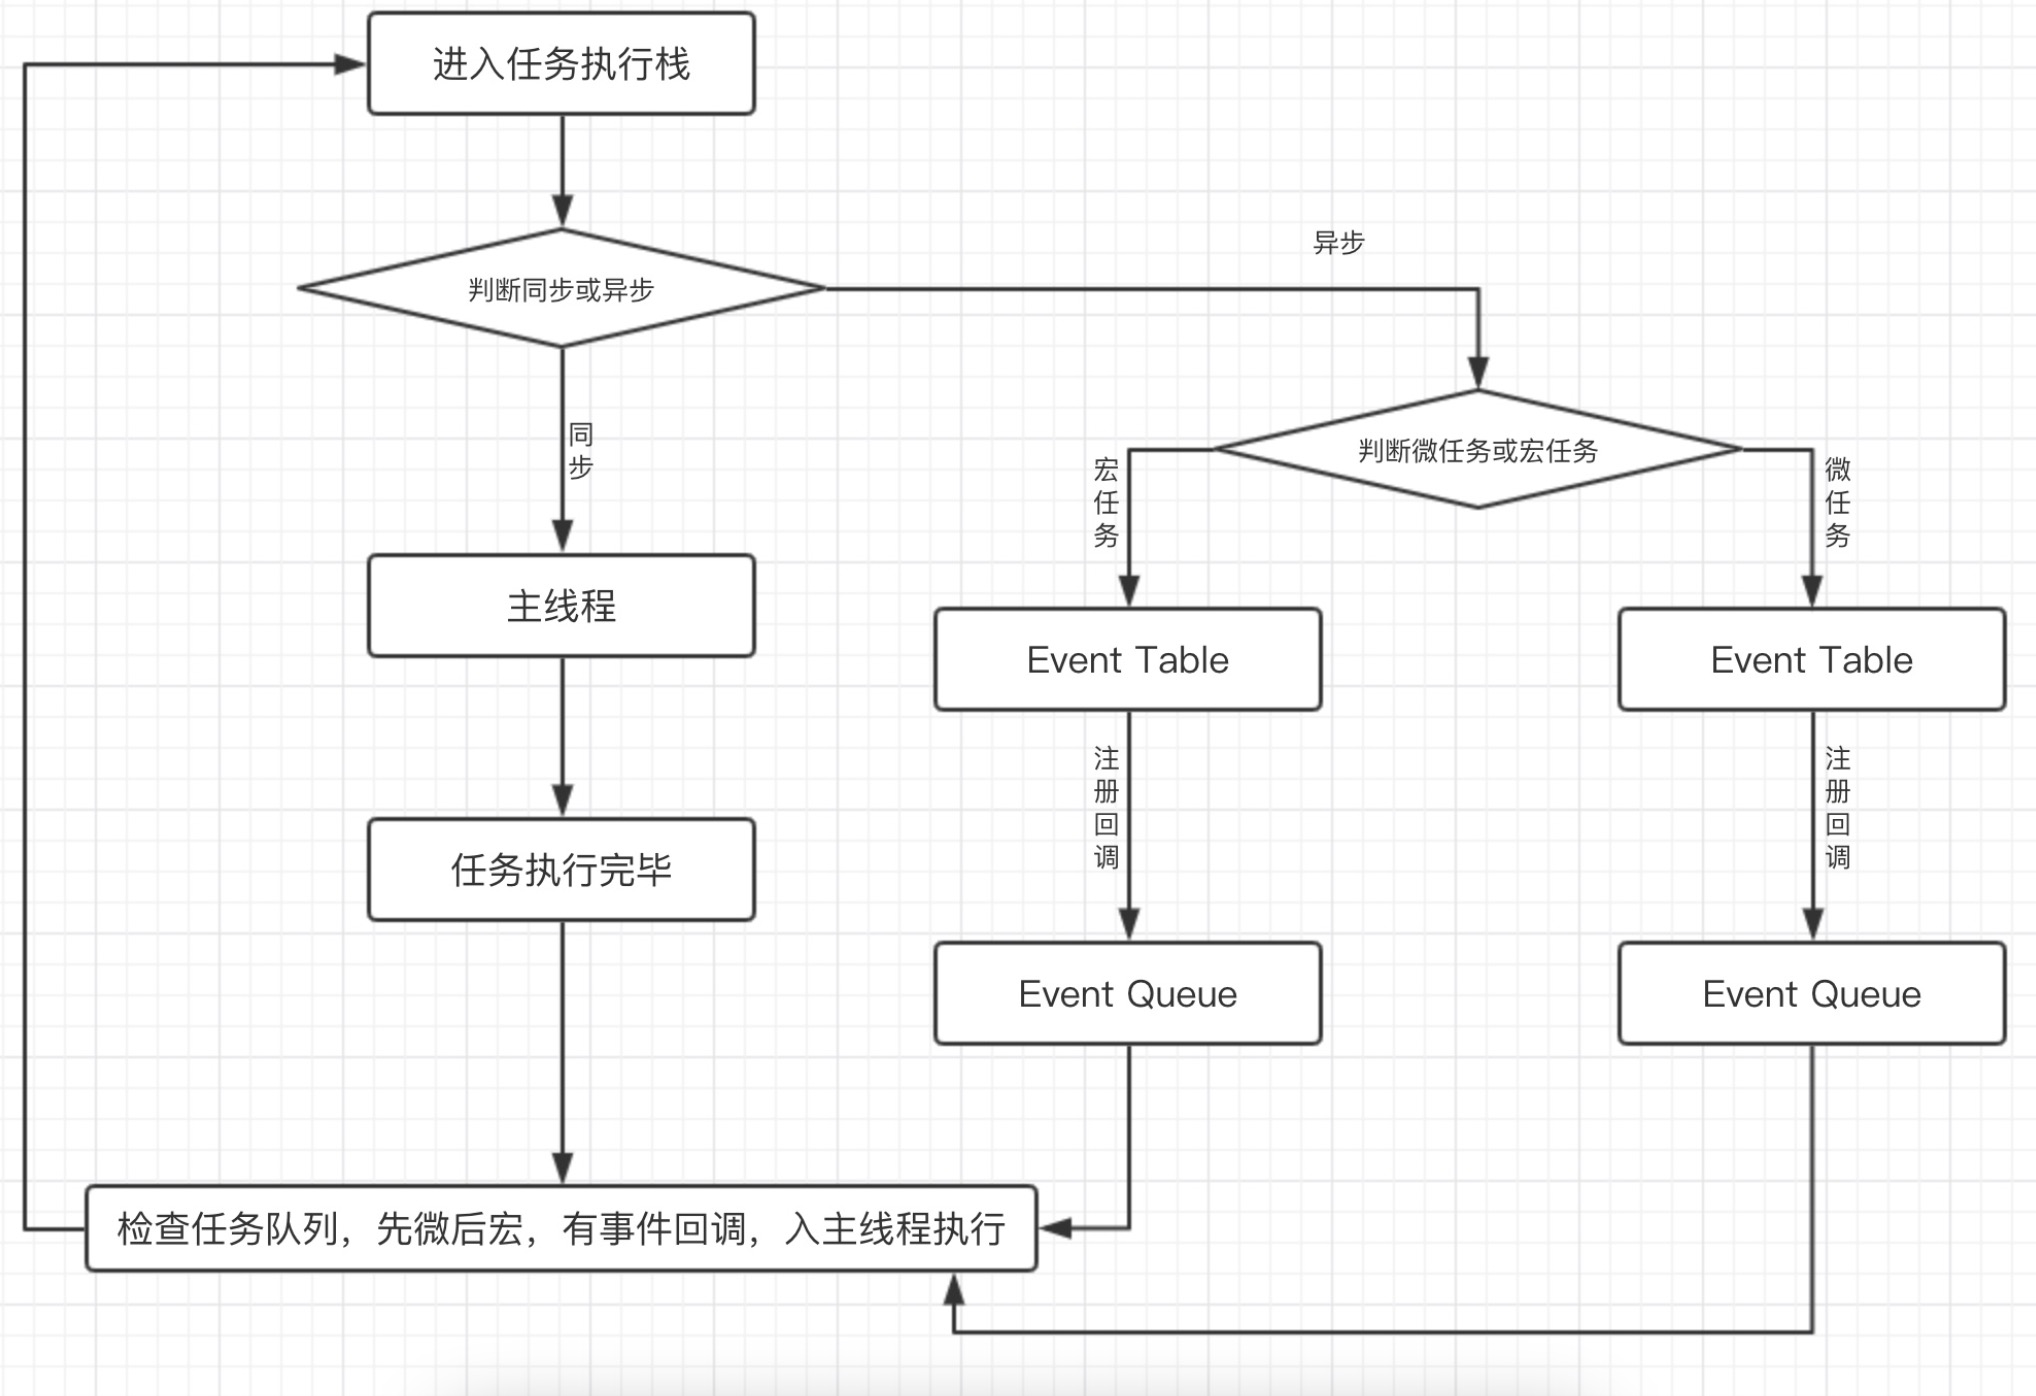 进入任务执行栈
异步
判断同步或异步
同步
判断微任务或宏任务
宏任务
微任务
主线程
Event Table
Event Table
注册回调
注册回调
任务执行完毕
Event Queue
Event Queue
检查任务队列，先微后宏，有事件回调，入主线程执行